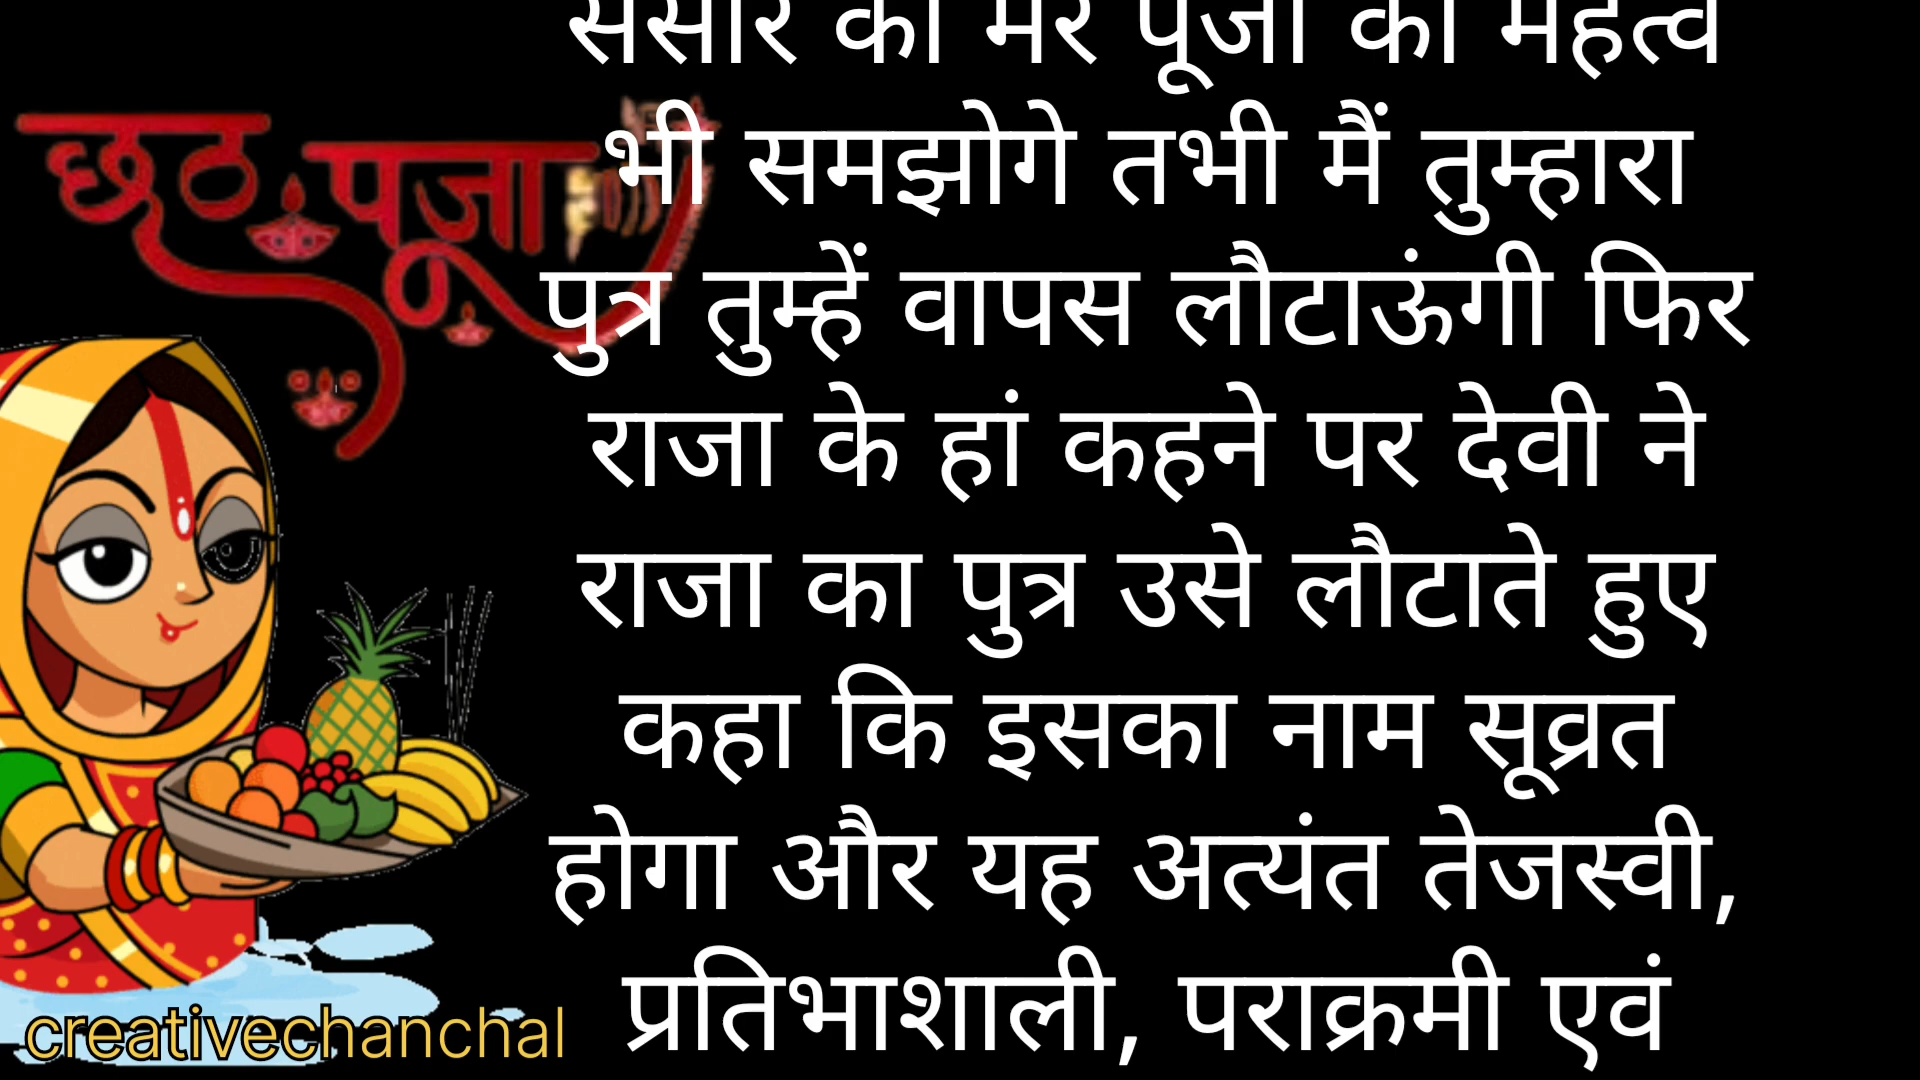 छठ पूजा
भी समझोगे तभी मैं तुम्हारा
पुत्र तुम्हें वापस लौटाऊंगी फिर
राजा के हां कहने पर देवी ने
राजा का पुत्र उसे लौटाते हुए
कहा कि इसका नाम सूव्रत
होगा और यह अत्यंत तेजस्वी,
प्रतिभाशाली, पराक्रमी एवं
creativechanchal